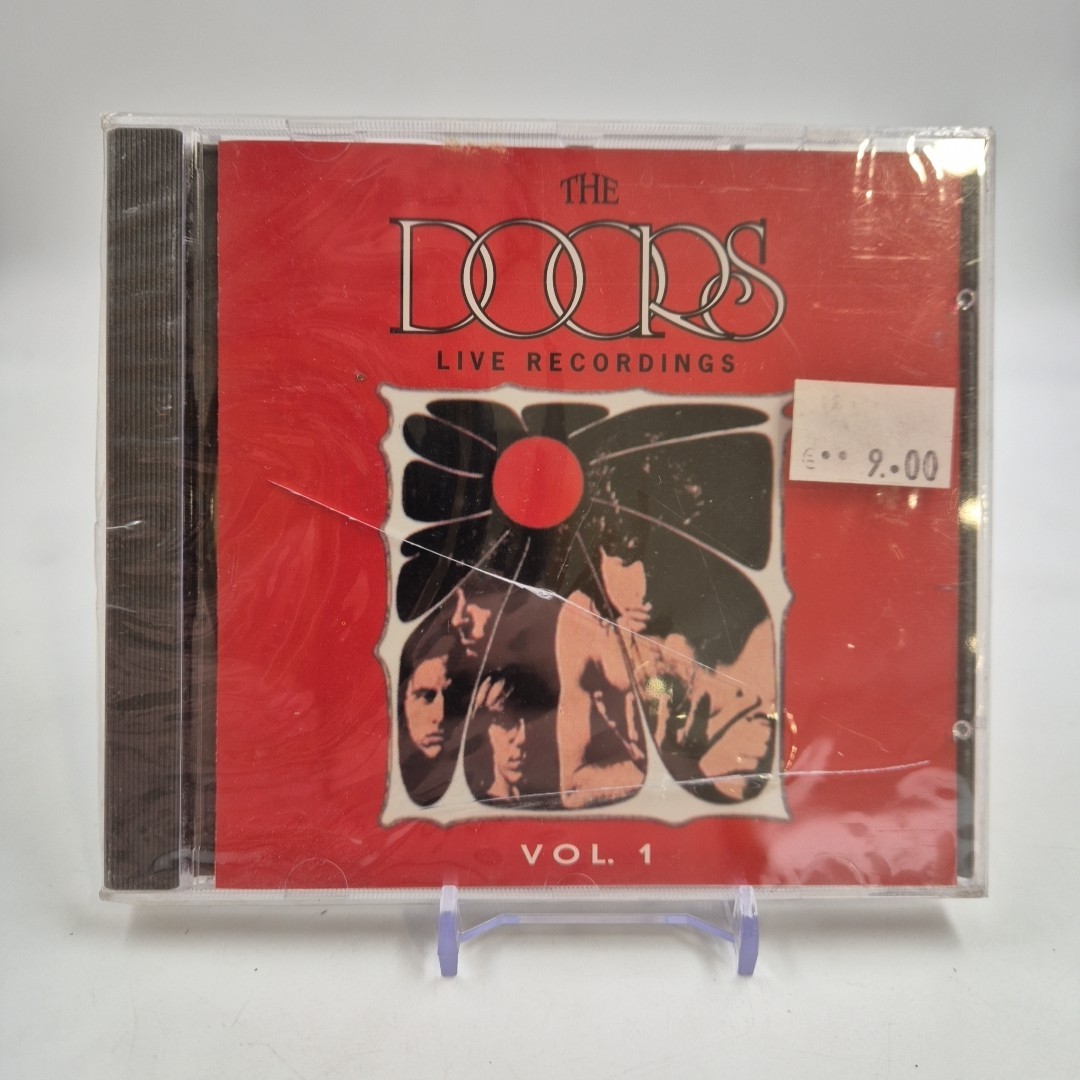 THE
DOORS
LIVE RECORDINGS
€•• 9.00
VOL. 1